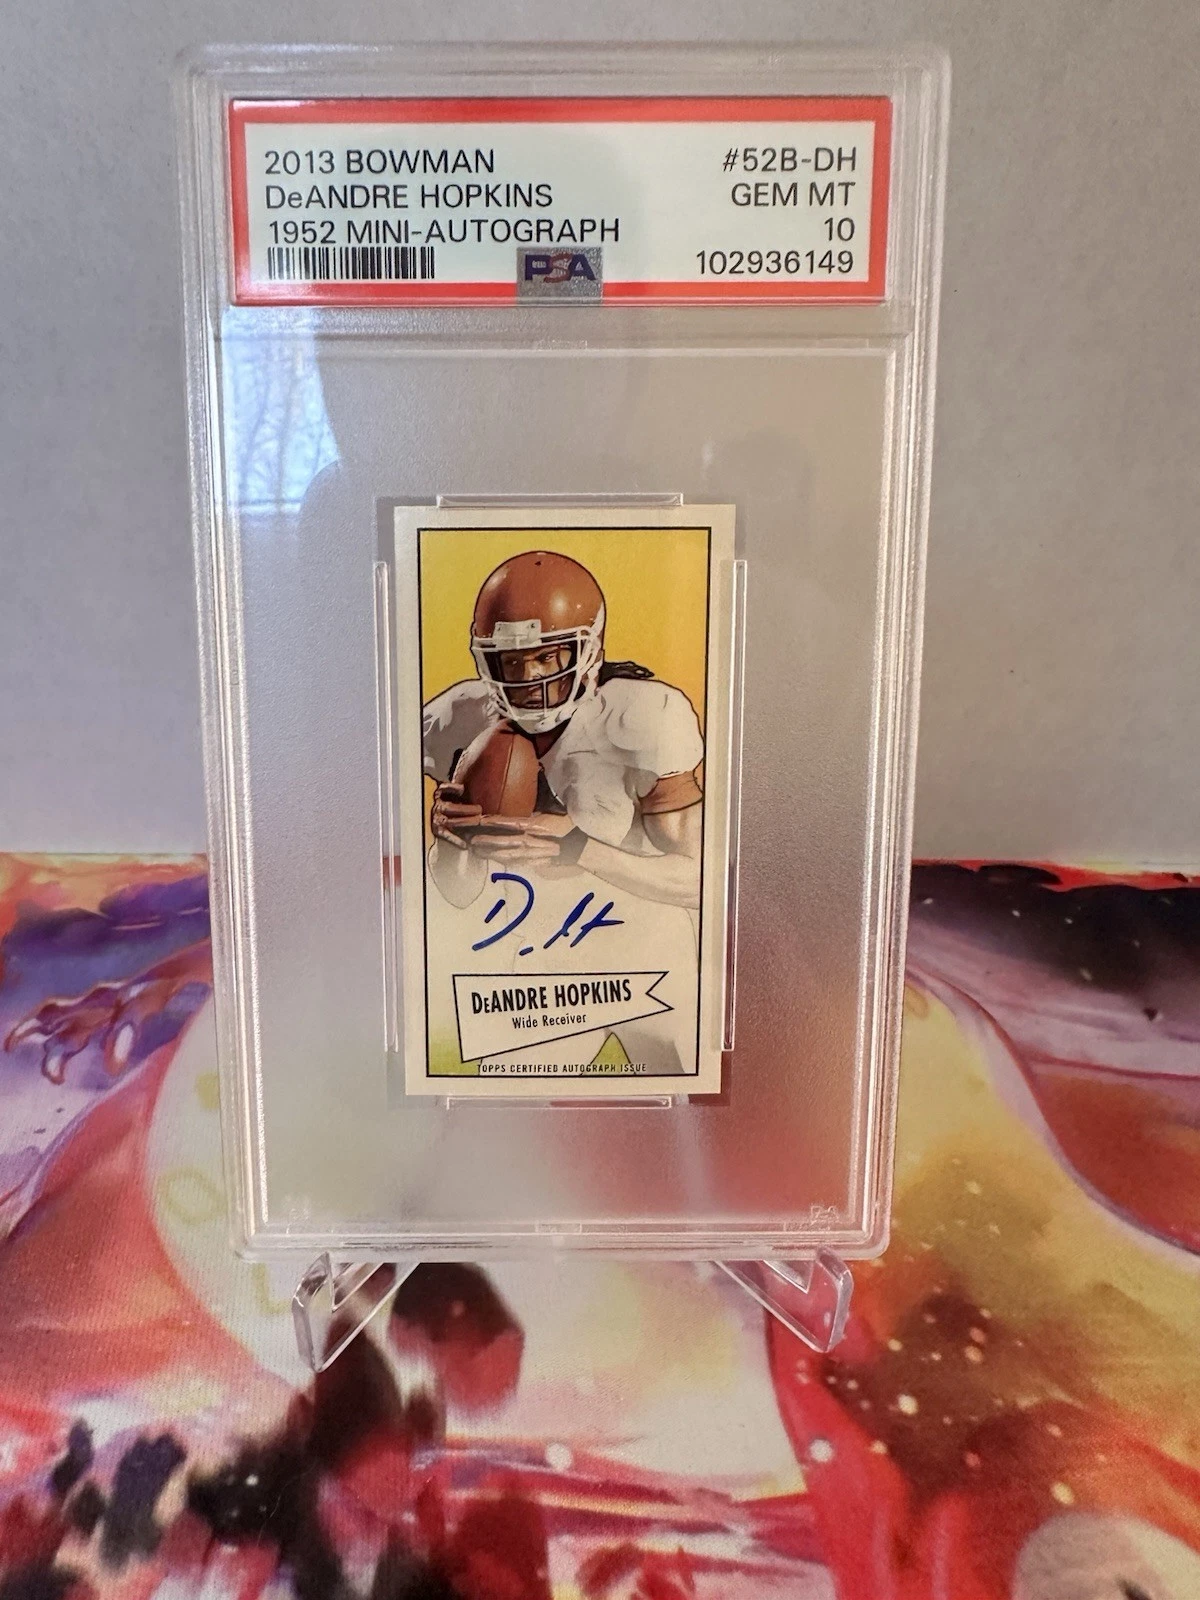 2013 BOWMAN #52B-DH
DeANDRE HOPKINS GEM MT
1952 MINI-AUTOGRAPH 10
PSA 102936149
DeANDRE HOPKINS
Wide Receiver
TOPPS CERTIFIED AUTOGRAPH ISSUE